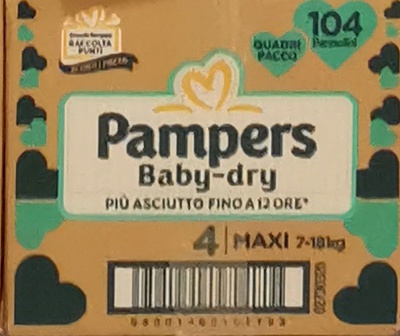 RACCOLTA
PUNTI
104
Pannolini
QUADRI
PACCO
Pampers
Baby-dry
PIÙ ASCIUTTO FINO A 12 ORE*
4 | MAXI 7-18kg